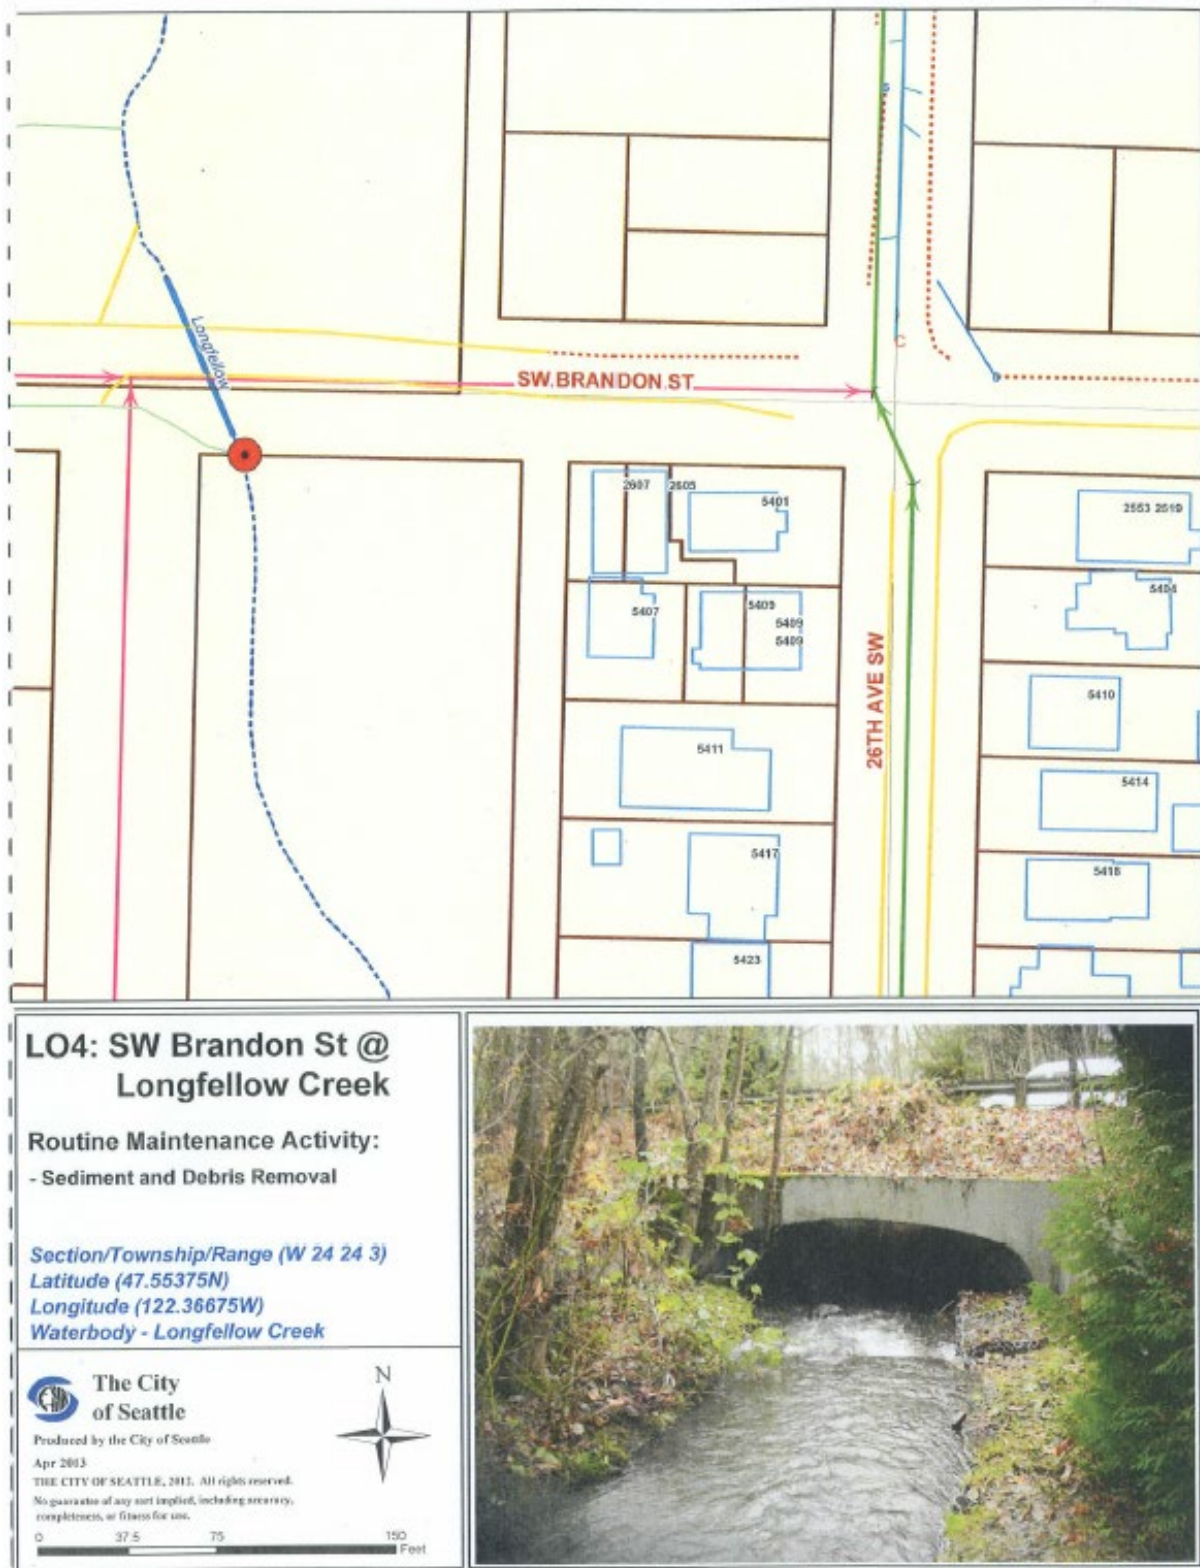 Longfellow
SW BRANDON ST
C
2607
2605
5401
2553 2519
5404
5407
5409
5409
5409
26TH AVE SW
5410
5411
5414
5417
5418
5423
LO4: SW Brandon St @
Longfellow Creek
Routine Maintenance Activity:
- Sediment and Debris Removal
Section/Township/Range (W 24 24 3)
Latitude (47.55375N)
Longitude (122.36675W)
Waterbody - Longfellow Creek
The City
of Seattle
N
Produced by the City of Seattle
Apr 2013
THE CITY OF SEATTLE, 2012. All rights reserved.
No guarantee of any sort implied, including accuracy,
completeness, or fitness for use.
0 37.5 75 150
Feet